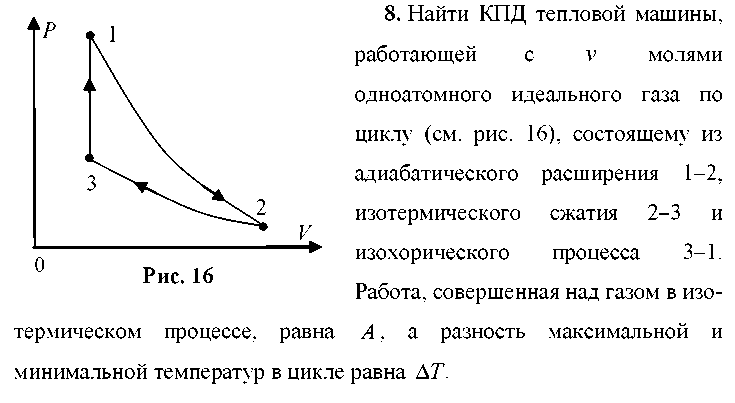 P
1
3
2
V
0
Рис. 16
8. Найти КПД тепловой машины,
работающей с ν молями
одноатомного идеального газа по
циклу (см. рис. 16), состоящему из
адиабатического расширения 1–2,
изотермического сжатия 2–3 и
изохорического процесса 3–1.
Работа, совершенная над газом в изо-
термическом процессе, равна A, а разность максимальной и
минимальной температур в цикле равна ΔT.